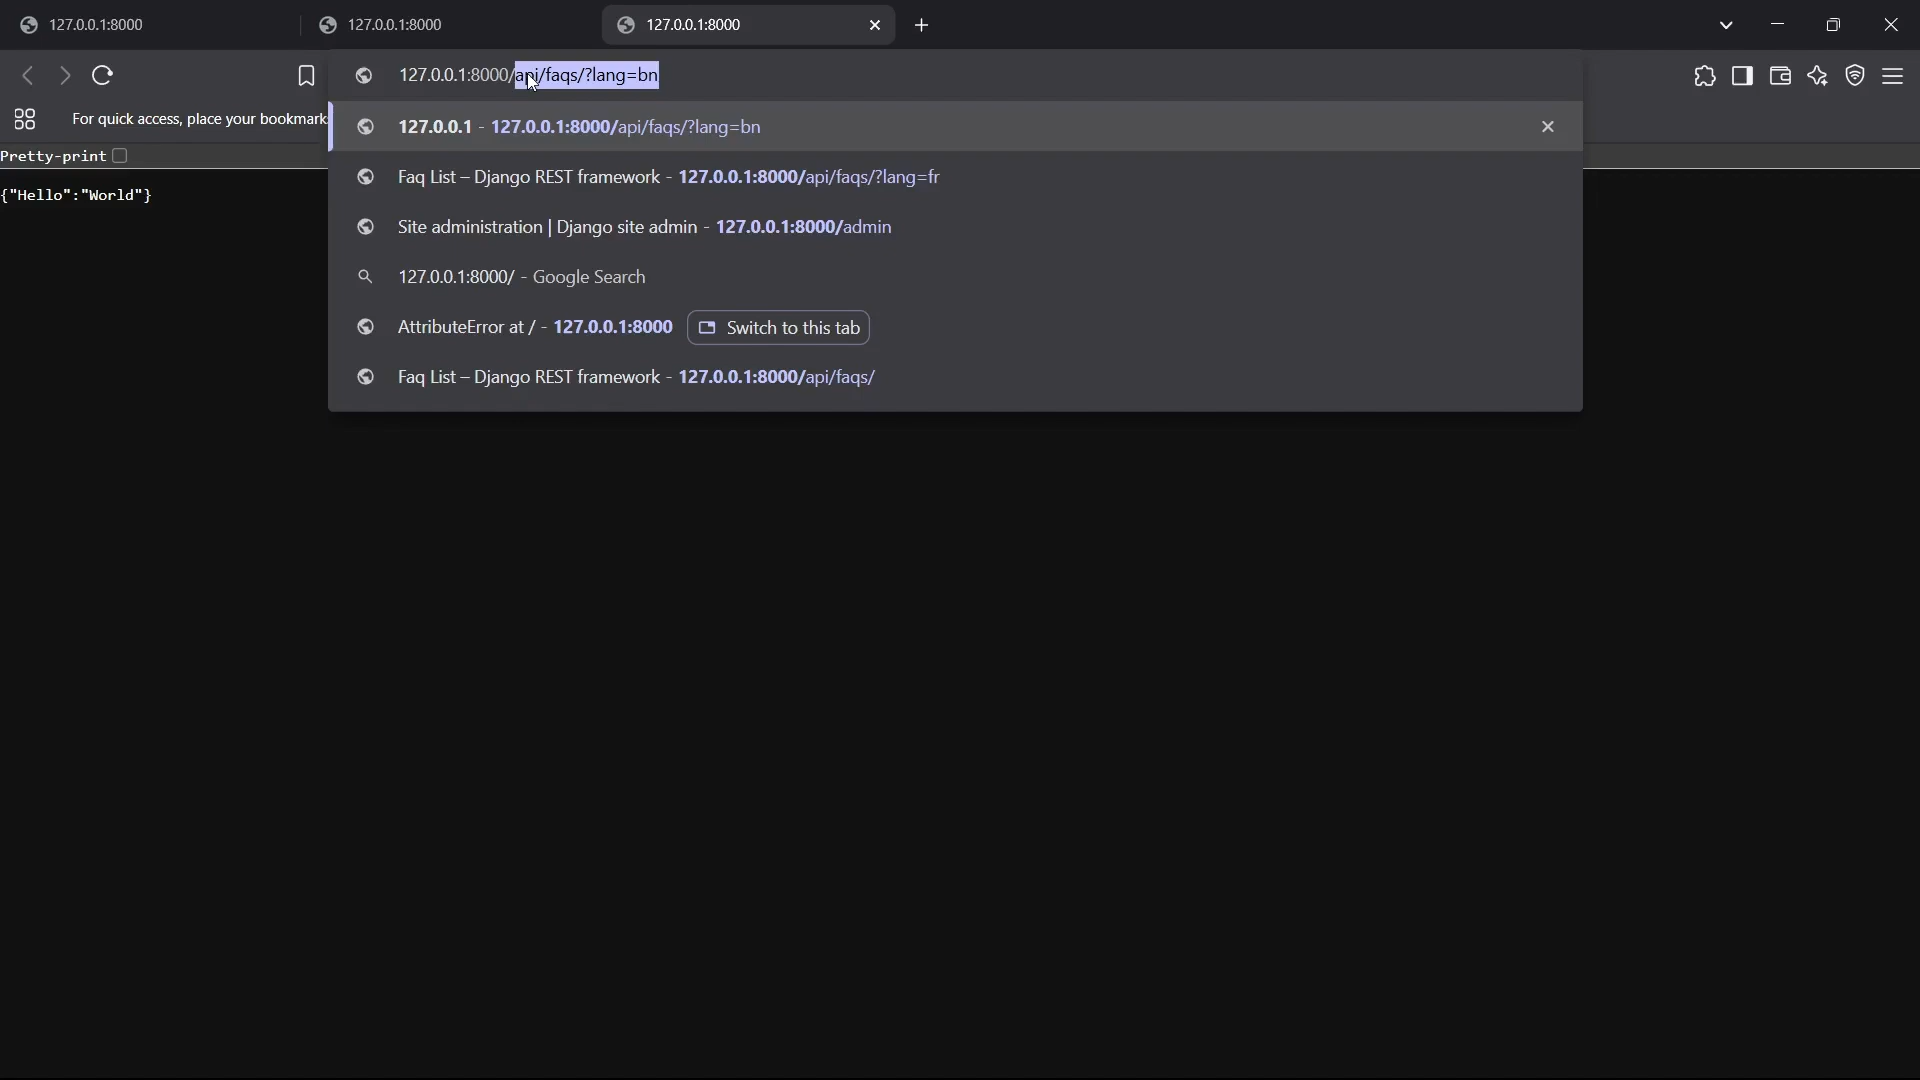 127.0.0.1:8000
127.0.0.1:8000
127.0.0.1:8000
127.0.0.1:8000/api/faqs/?lang=bn
For quick access, place your bookmark
127.0.0.1 - 127.0.0.1:8000/api/faqs/?lang=bn
Pretty-print
Faq List – Django REST framework - 127.0.0.1:8000/api/faqs/?lang=fr
{"Hello":"World"}
Site administration | Django site admin - 127.0.0.1:8000/admin
127.0.0.1:8000/ - Google Search
AttributeError at / - 127.0.0.1:8000 Switch to this tab
Faq List – Django REST framework - 127.0.0.1:8000/api/faqs/